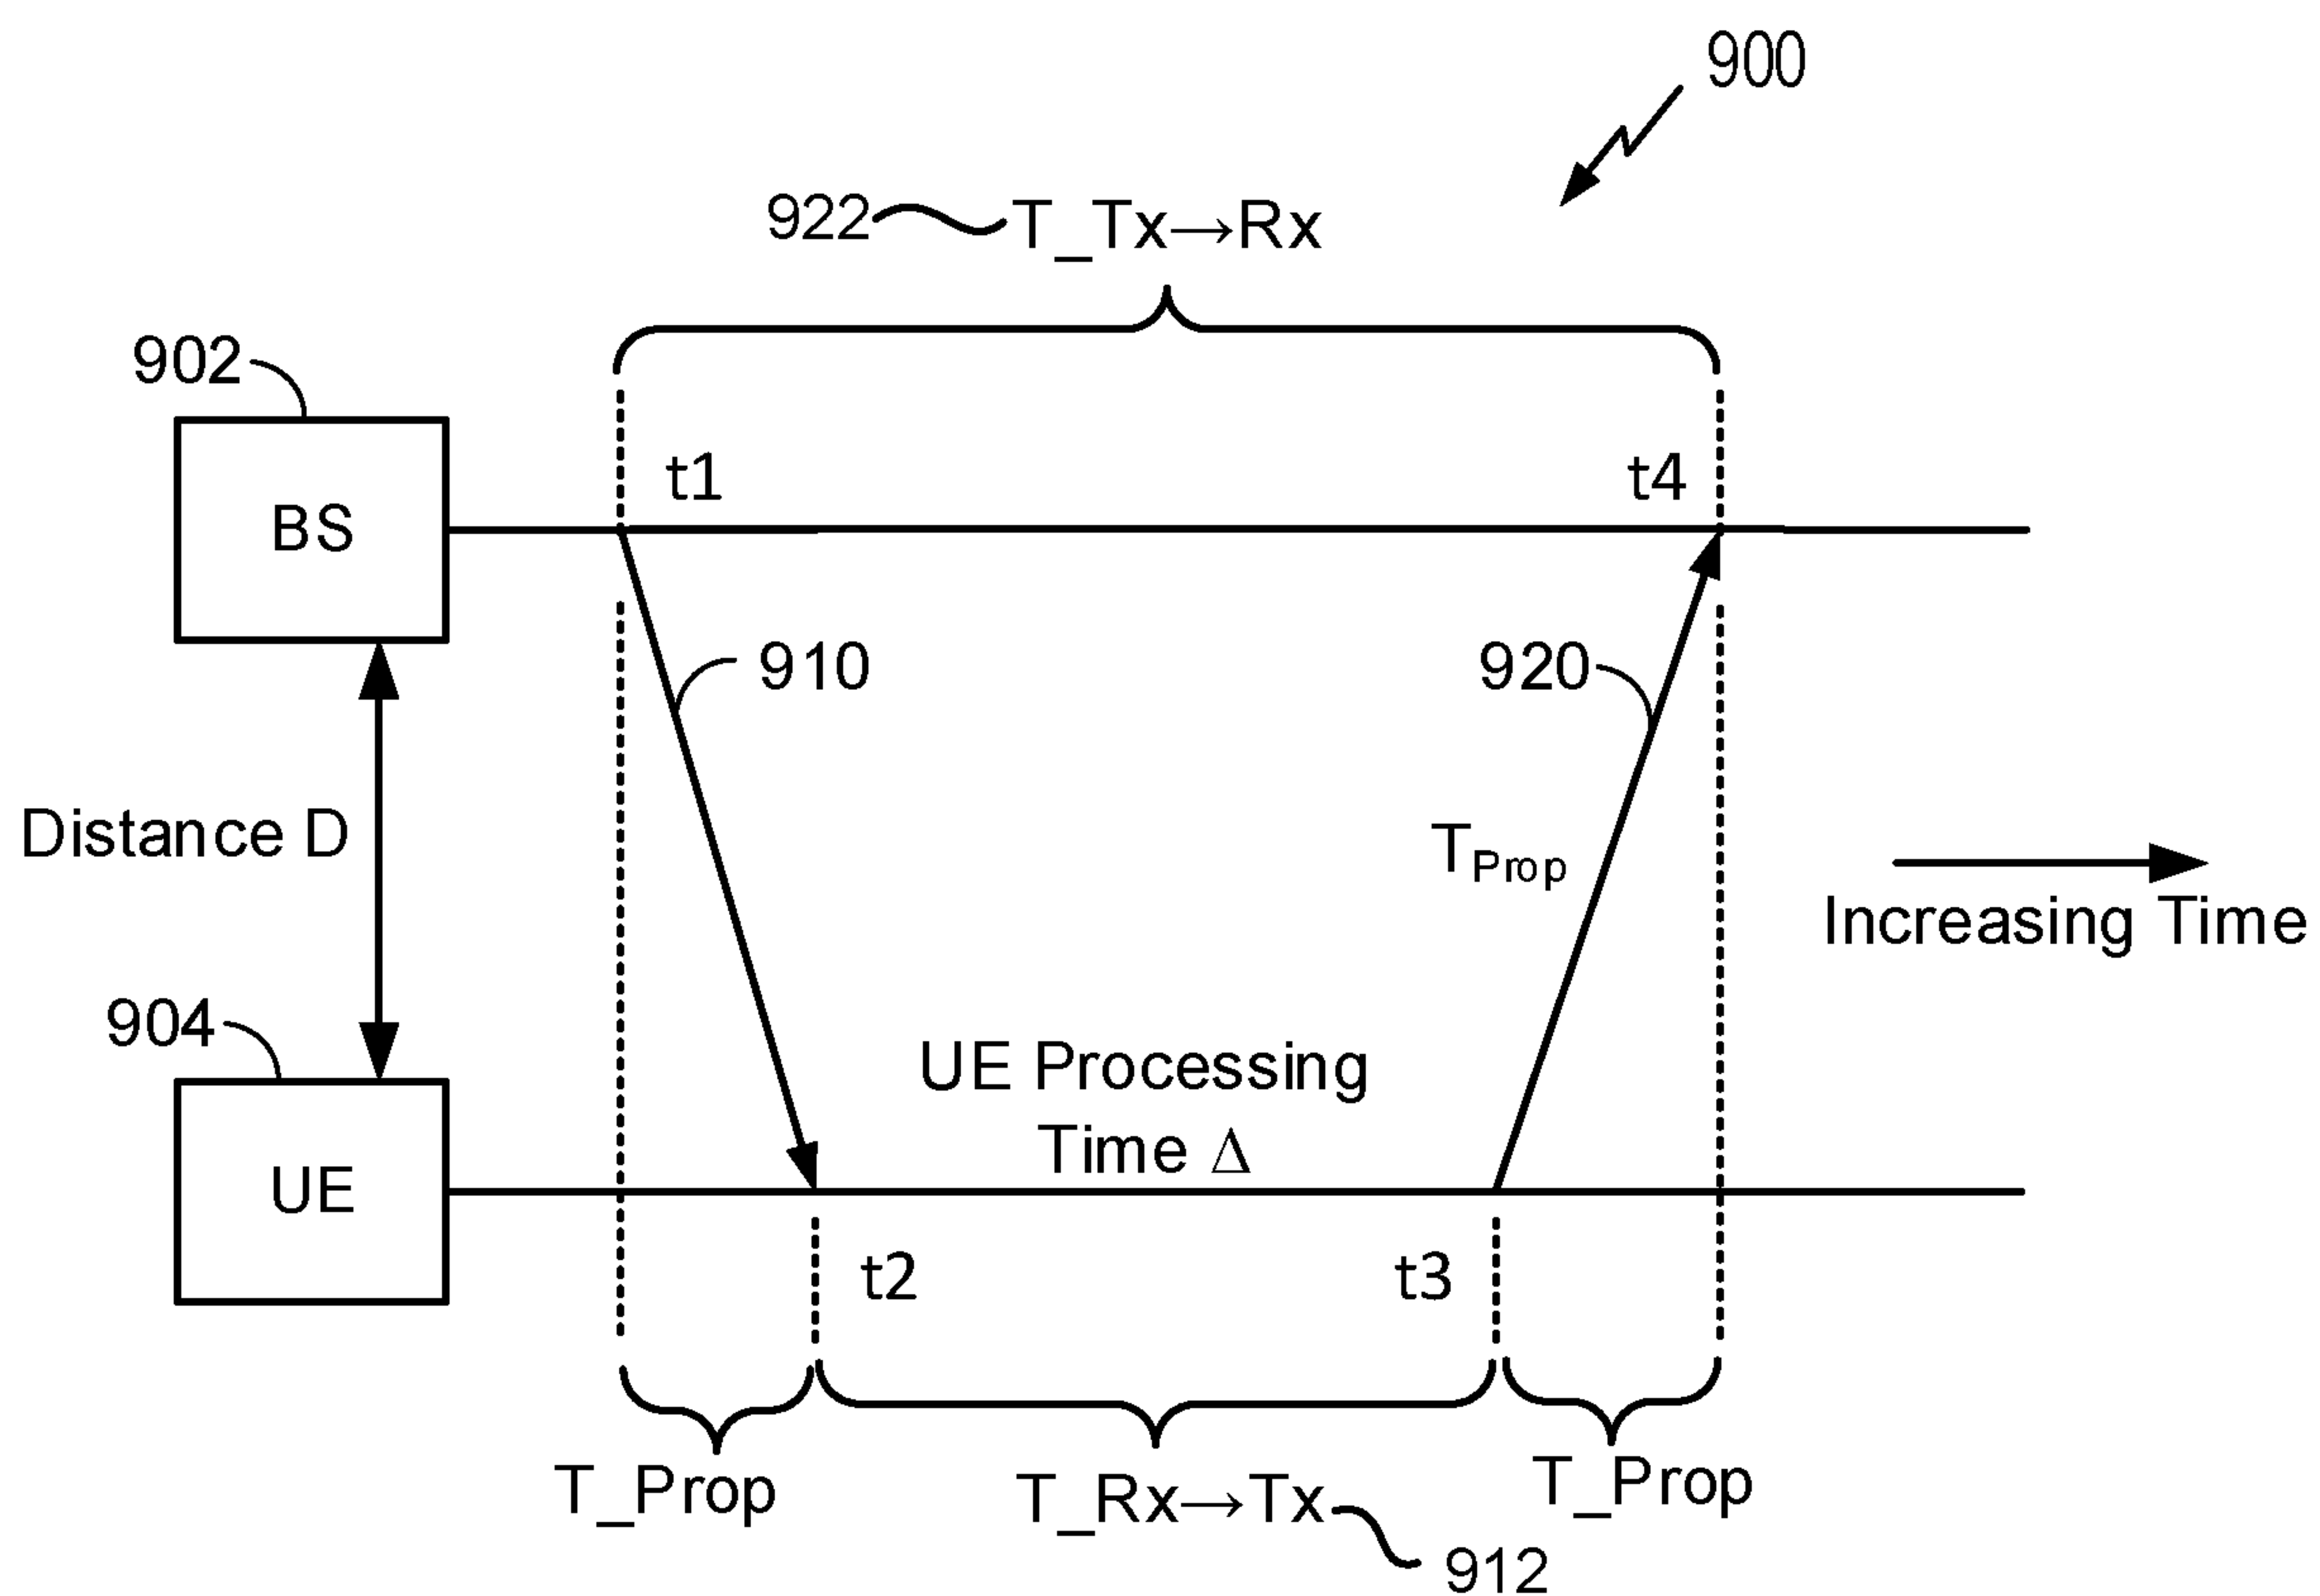 900
922 T_Tx→Rx
902
t1
t4
BS
910
920
Distance D
T_Prop
Increasing Time
904
UE Processing
Time Δ
UE
t2
t3
T_Prop
T_Rx→Tx
T_Prop
912